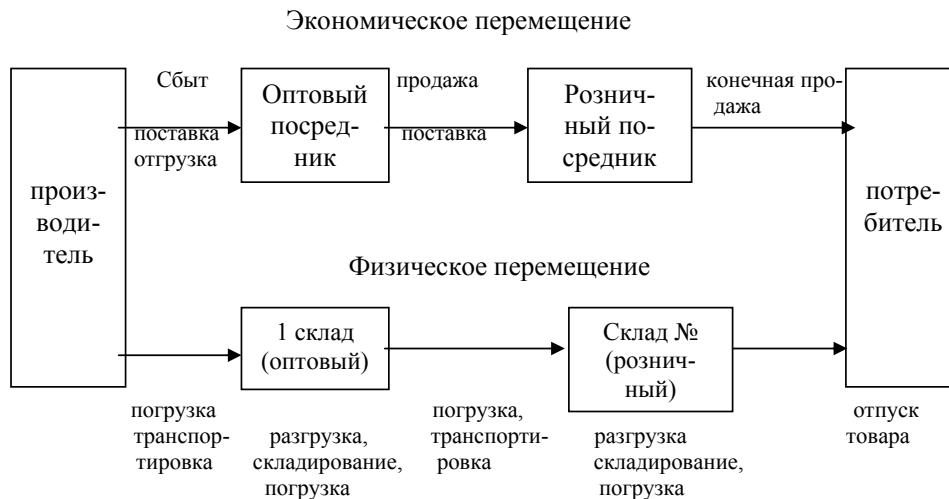 Экономическое перемещение
Сбыт
продажа
конечная про-
дажа
Оптовый
посред-
ник
Рознич-
ный по-
средник
поставка
отгрузка
поставка
произ-
водитель
потре-
битель
Физическое перемещение
1 склад
(оптовый)
Склад №
(рознич-
ный)
погрузка
транспор-
тировка
разгрузка,
складирование,
погрузка
погрузка,
транспорти-
ровка
разгрузка
складирование,
погрузка
отпуск
товара